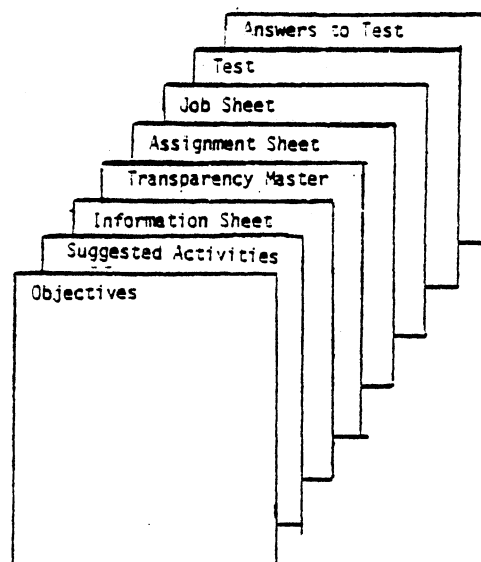 Answers to Test
Test
Job Sheet
Assignment Sheet
Transparency Master
Information Sheet
Suggested Activities
Objectives